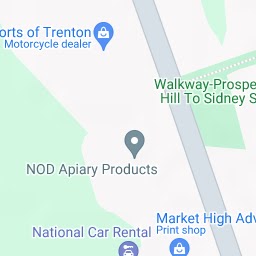 orts of Trenton
Motorcycle dealer
Walkway-Prospe
Hill To Sidney S
NOD Apiary Products
Market High Adv
Print shop
National Car Rental